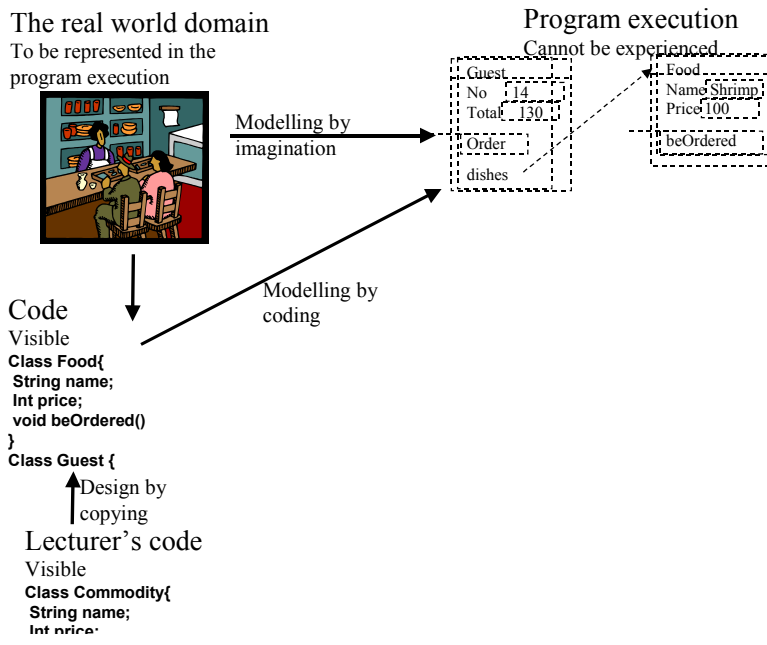 The real world domain
To be represented in the
program execution
Program execution
Cannot be experienced
Guest
No 14
Total 130
Order
dishes
Food
Name Shrimp
Price 100
beOrdered
Modelling by
imagination
Modelling by
coding
Code
Visible
Class Food{
String name;
Int price;
void beOrdered()
}
Class Guest {
Design by
copying
Lecturer's code
Visible
Class Commodity{
String name;
Int price;